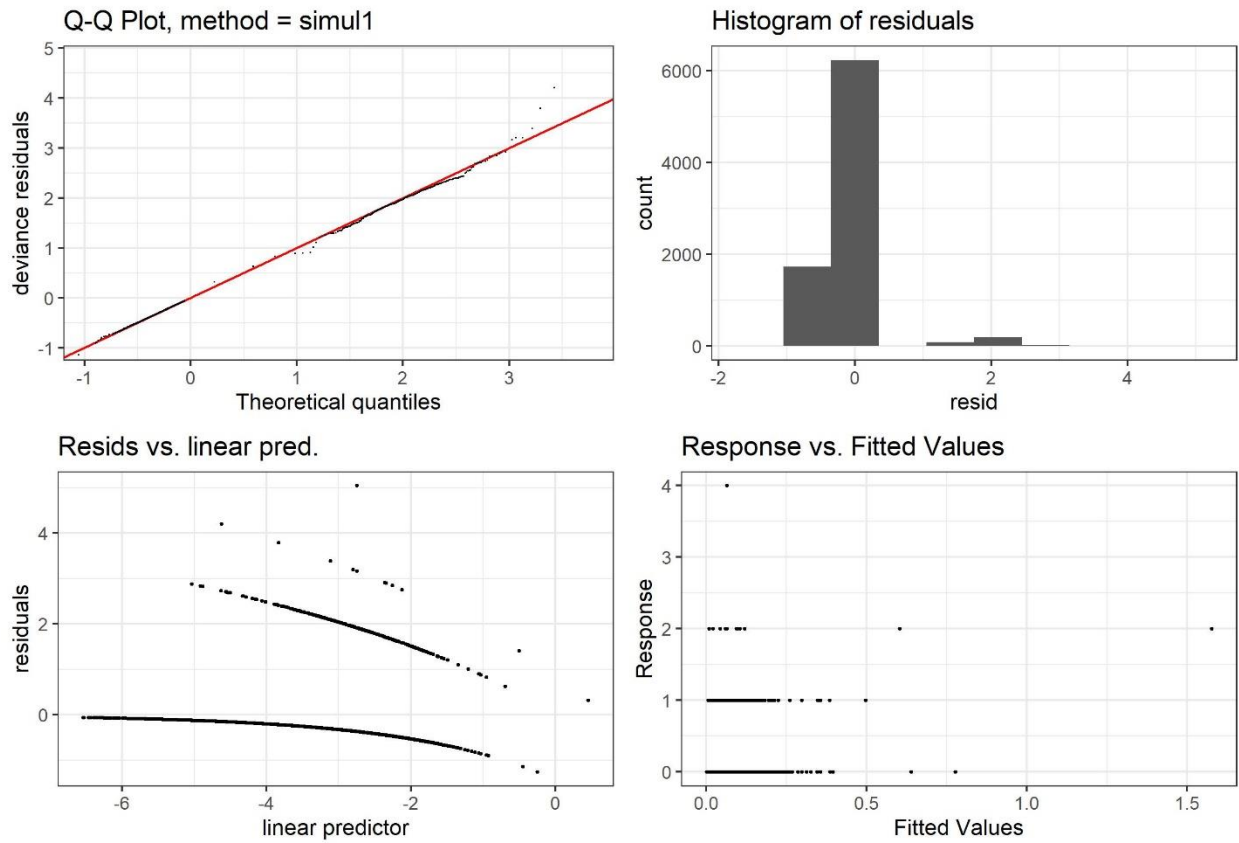 Q-Q Plot, method = simul1
5
4
3
2
1
0
-1
deviance residuals
-1 0 1 2 3
Theoretical quantiles
Histogram of residuals
6000
4000
2000
0
count
-2 0 2 4
resid
Resids vs. linear pred.
4
2
0
residuals
-6 -4 -2 0
linear predictor
Response vs. Fitted Values
4
3
2
1
0
Response
0.0 0.5 1.0 1.5
Fitted Values